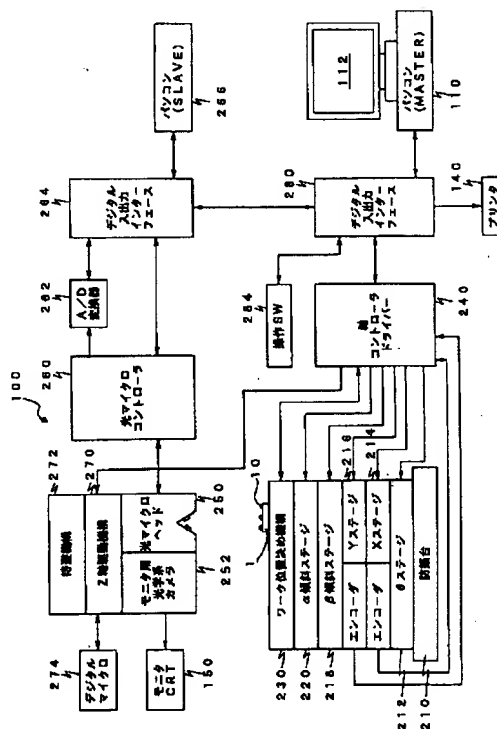 100
272
待避機構
270
Z軸駆動機構
モニタ用
光学系
カメラ
光マイクロ
ヘッド
250
252
274
デジタル
マイクロ
モニタ
CRT
150
260
光マイクロ
コントローラ
262
A/D
変換器
264
デジタル
入出力
インター
フェース
パソコン
(SLAVE)
266
10
1
230
ワーク位置決め機構
220
α傾斜ステージ
218
β傾斜ステージ
216
エンコーダ
Yステージ
214
エンコーダ
Xステージ
212
θステージ
210
防振台
284
操作SW
軸
コントローラ
ドライバー
240
280
デジタル
入出力
インター
フェース
112
パソコン
(MASTER)
110
140
プリンタ